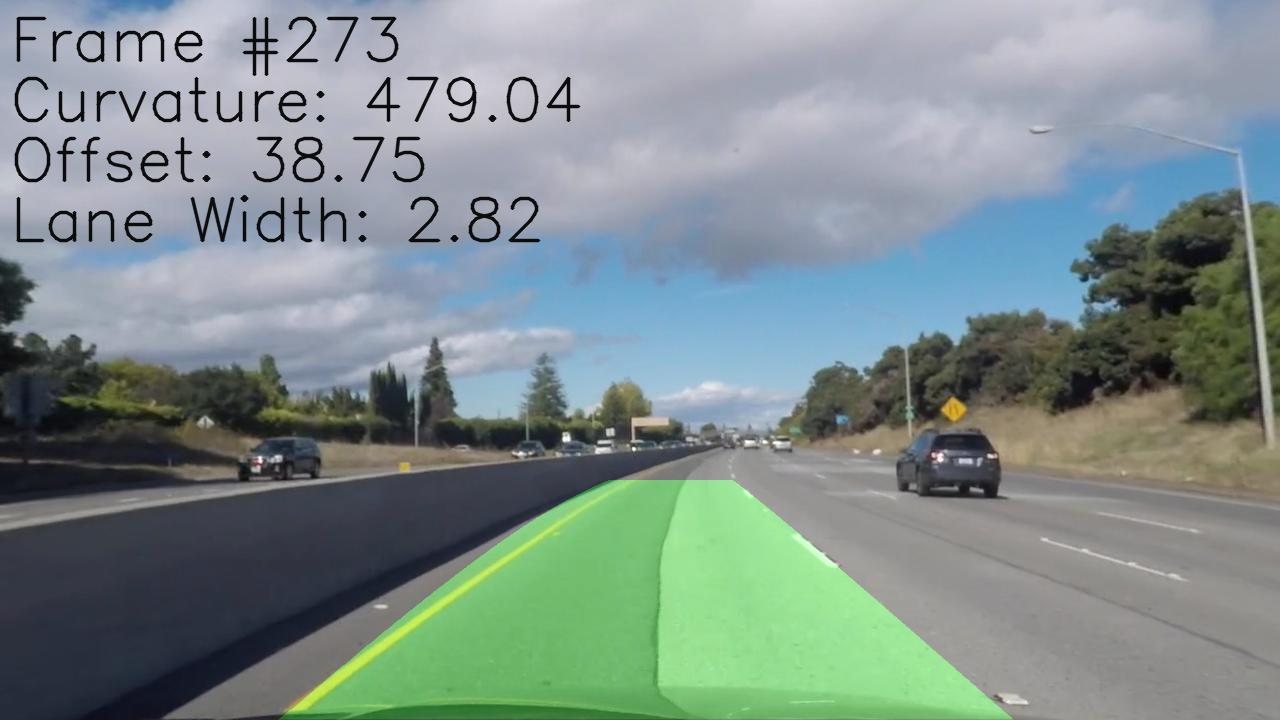 Frame #273
Curvature: 479.04
Offset: 38.75
Lane Width: 2.82